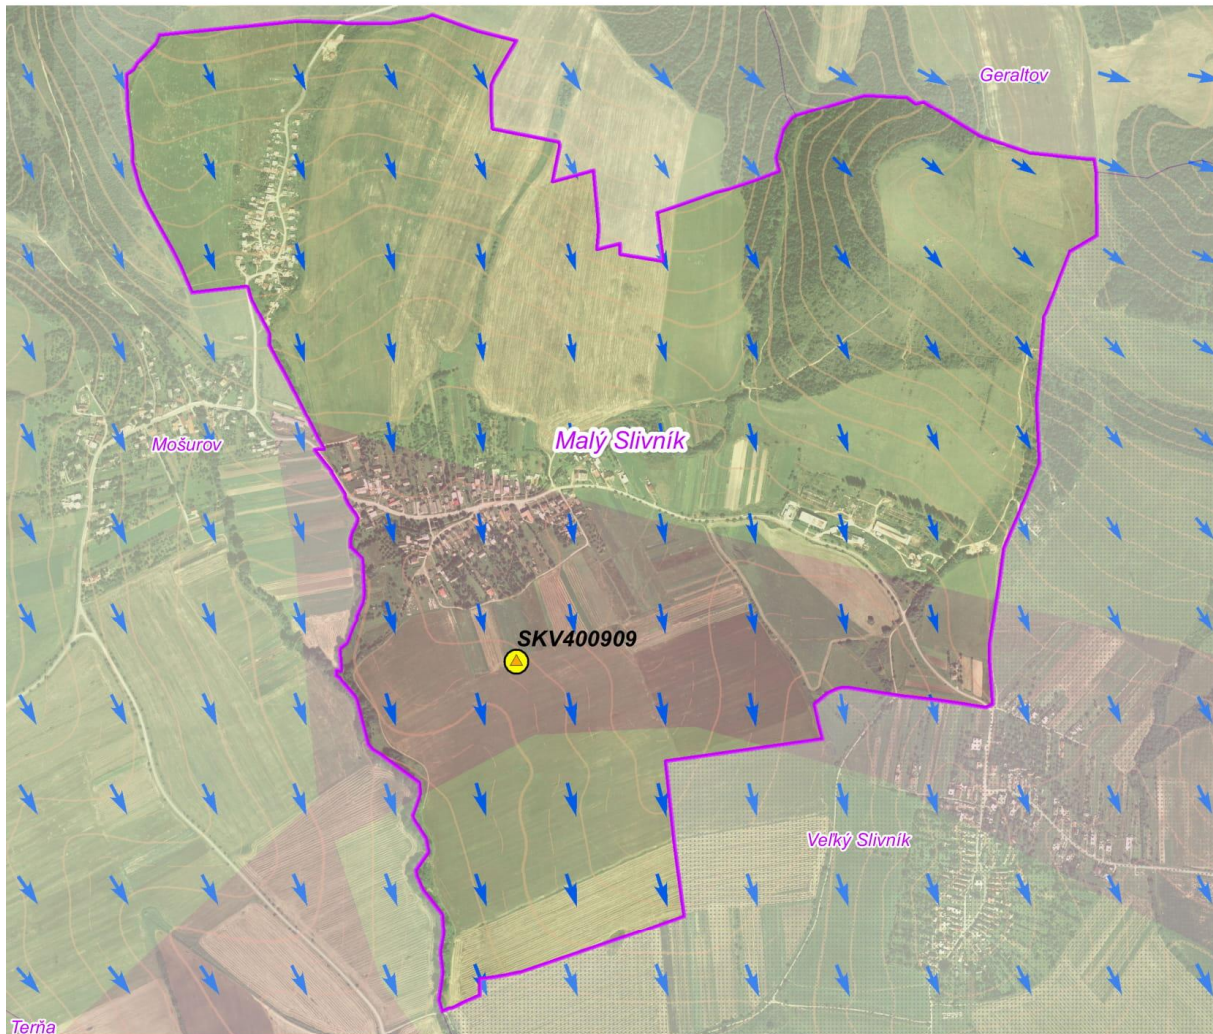 Geraltov
Malý Slivník
Mošurov
SKV400909
Veľký Slivník
Terňa